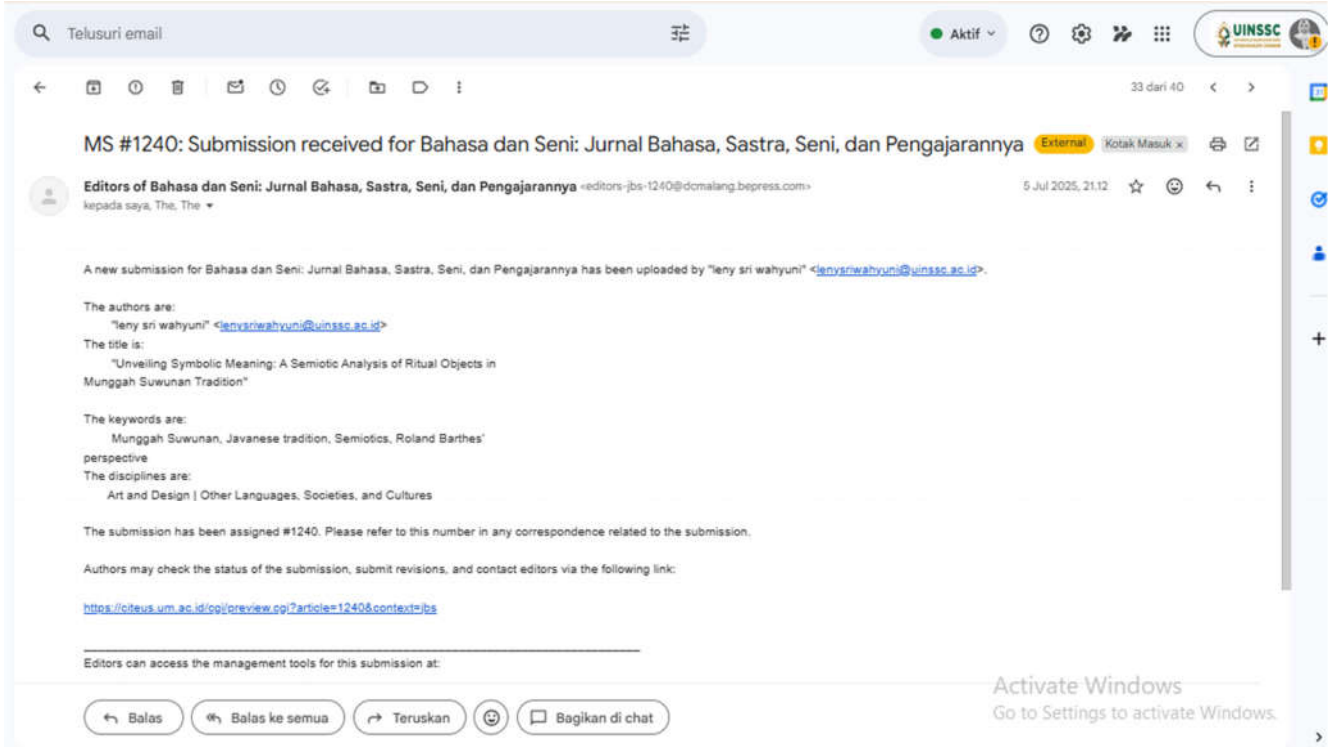 Telusuri email
Aktif
UINSSC
33 dari 40
MS #1240: Submission received for Bahasa dan Seni: Jurnal Bahasa, Sastra, Seni, dan Pengajarannya External Kotak Masuk x
Editors of Bahasa dan Seni: Jurnal Bahasa, Sastra, Seni, dan Pengajarannya <editors-jbs-1240@dcmalang.bepress.com>
5 Jul 2025, 21.12
kepada saya, The, The
A new submission for Bahasa dan Seni: Jurnal Bahasa, Sastra, Seni, dan Pengajarannya has been uploaded by "leny sri wahyuni" <lenysriwahyuni@uinssc.ac.id>.
The authors are:
"leny sri wahyuni" <lenysriwahyuni@uinssc.ac.id>
The title is:
"Unveiling Symbolic Meaning: A Semiotic Analysis of Ritual Objects in
Munggah Suwunan Tradition"
The keywords are:
Munggah Suwunan, Javanese tradition, Semiotics, Roland Barthes'
perspective
The disciplines are:
Art and Design | Other Languages, Societies, and Cultures
The submission has been assigned #1240. Please refer to this number in any correspondence related to the submission.
Authors may check the status of the submission, submit revisions, and contact editors via the following link:
https://citeus.um.ac.id/cgi/preview.cgi?article=1240&context=jbs
Editors can access the management tools for this submission at:
Activate Windows
Go to Settings to activate Windows.
Balas
Balas ke semua
Teruskan
Bagikan di chat